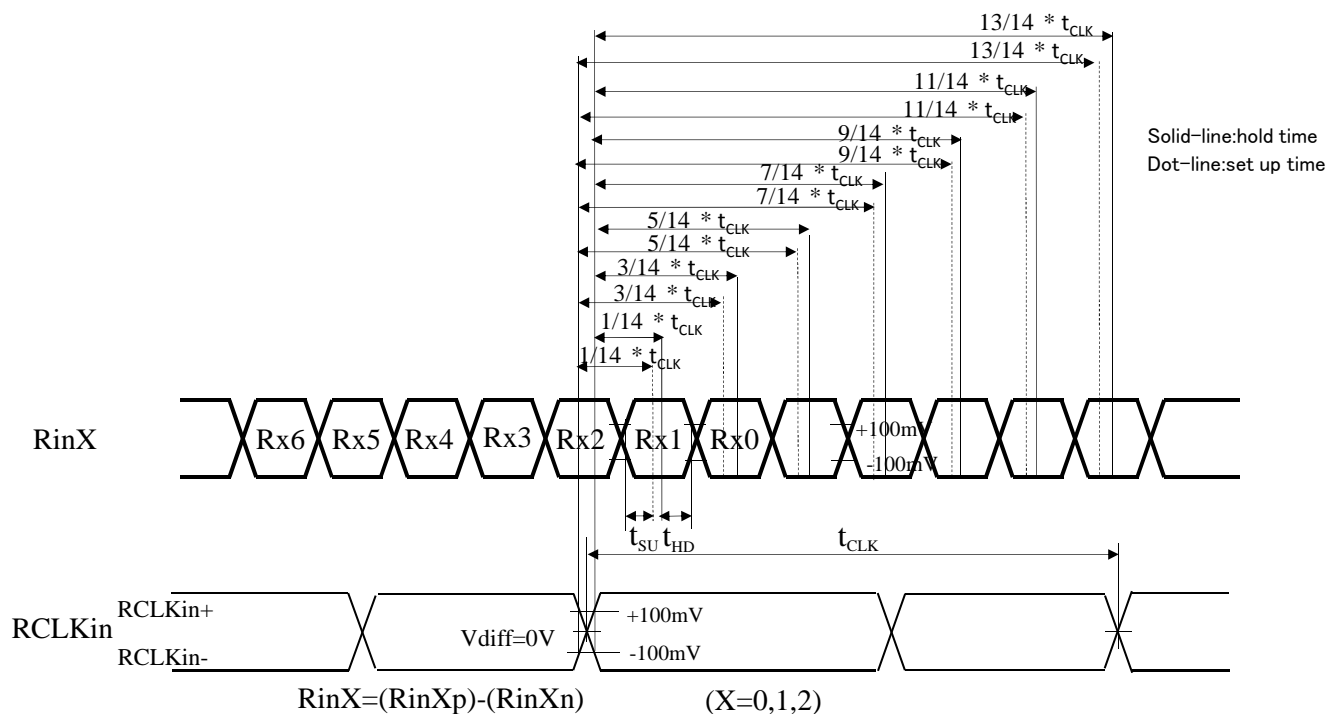 13/14 * tCLK
13/14 * tCLK
11/14 * tCLK
11/14 * tCLK
9/14 * tCLK
9/14 * tCLK
7/14 * tCLK
7/14 * tCLK
5/14 * tCLK
5/14 * tCLK
3/14 * tCLK
3/14 * tCLK
1/14 * tCLK
1/14 * tCLK
Solid-line:hold time
Dot-line:set up time
RinX
Rx6 Rx5 Rx4 Rx3 Rx2 Rx1 Rx0
+100mV
-100mV
tSU tHD
tCLK
RCLKin
RCLKin+
RCLKin-
Vdiff=0V
+100mV
-100mV
RinX=(RinXp)-(RinXn) (X=0,1,2)